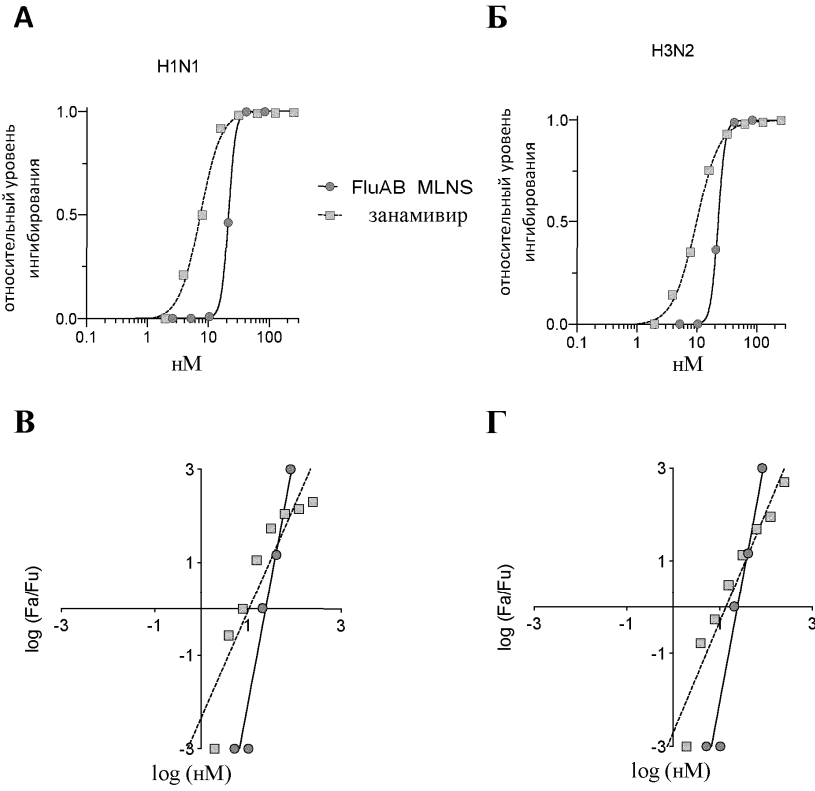 А
Б
H1N1
H3N2
относительный уровень
ингибирования
1.0
0.5
0.0
0.1
1
10
100
нМ
FluAB MLNS
занамивир
относительный уровень
ингибирования
1.0
0.5
0.0
0.1
1
10
100
нМ
В
Г
log (Fa/Fu)
3
1
-1
-3
-3
-1
1
3
log (нМ)
log (Fa/Fu)
3
1
-1
-3
-3
-1
1
3
log (нМ)